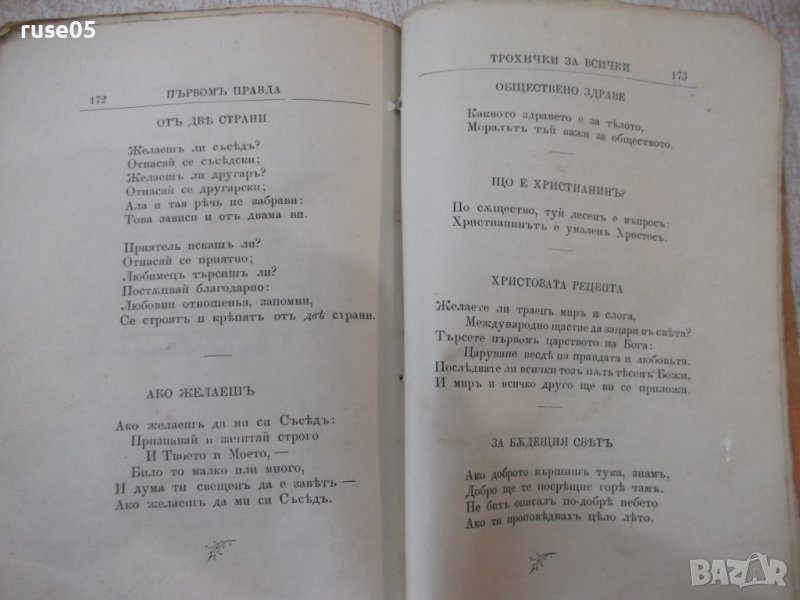 ruse05
172 ПЪРВОМЪ ПРАВДА
ОТЪ ДВѢ СТРАНИ
Желаешъ ли съсѣдъ?
Отнасяй се съсѣдски;
Желаешъ ли другаръ?
Отнасяй се другарски;
Ала и тая рѣчь не забрави:
Това зависи и отъ двама ви.
Приятель искашъ ли?
Отнасяй се приятно;
Любимецъ търсишъ ли?
Постѫпвай благодарно:
Любовни отношенья, запомни,
Се строятъ и крѣпятъ отъ двѣ страни.
АКО ЖЕЛАЕШЪ
Ако желаешъ да ми си Съсѣдъ:
Признавай и зачитай строго
И Твоето и Моето, —
Било то малко или много,
И дума ти свещенъ да е завѣтъ —
Ако желаешъ да ми си Съсѣдъ.
ТРОХИЧКИ ЗА ВСИЧКИ 173
ОБЩЕСТВЕНО ЗДРАВЕ
Каквото здравето е за тѣлото,
Моралътъ тъй важи за обществото.
ЩО Е ХРИСТИАНИНЪ?
По сѫщество, туй лесенъ е въпросъ:
Християнинътъ е умаленъ Христосъ.
ХРИСТОВАТА РЕЦЕПТА
Желаете ли траенъ миръ и слога,
Международно щастие да зацари въ свѣта?
Търсете първомъ царството на Бога:
Царуване весдѣ на правдата и любовьта.
Послѣдвате ли всички тозъ пѫть тѣсенъ Божи,
И миръ и всичко друго ще ви се приложи.
ЗА БѪДЕЩИЯ СВѢТЪ
Ако доброто вършишъ тука, знамъ,
Добро ще те посрѣщне горѣ тамъ.
Не бихъ описалъ по-добрѣ небето
Ако ти проповѣдвахъ цѣло лѣто.
BAZAR